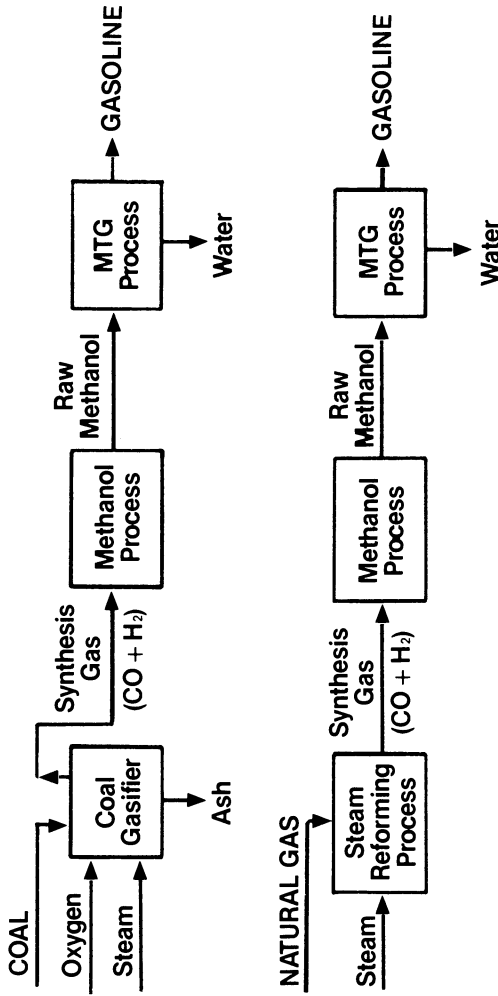 COAL
Oxygen
Steam
Coal
Gasifier
Ash
Synthesis
Gas
(CO + H₂)
Methanol
Process
Raw
Methanol
MTG
Process
Water
GASOLINE
NATURAL GAS
Steam
Steam
Reforming
Process
Synthesis
Gas
(CO + H₂)
Methanol
Process
Raw
Methanol
MTG
Process
Water
GASOLINE